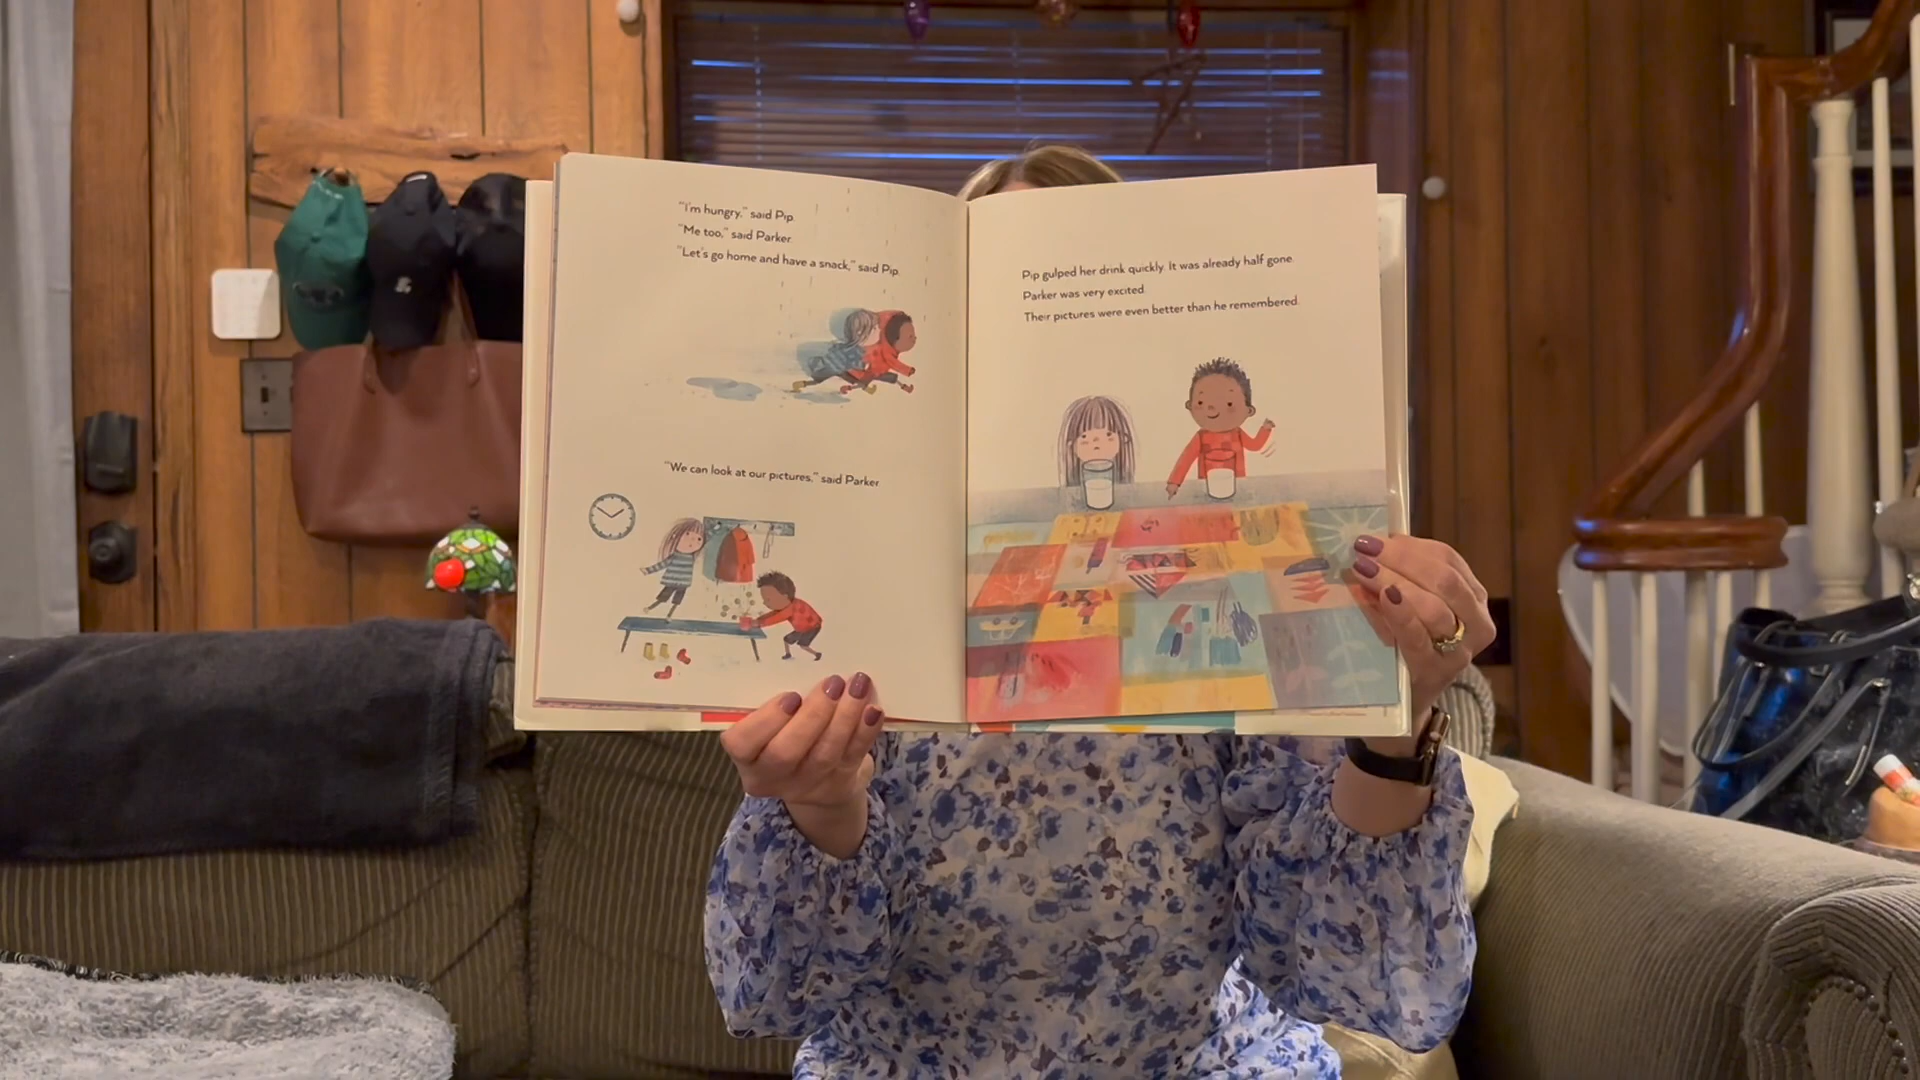 "I'm hungry," said Pip.
"Me too," said Parker.
"Let's go home and have a snack," said Pip.
"We can look at our pictures," said Parker
Pip gulped her drink quickly. It was already half gone.
Parker was very excited.
Their pictures were even better than he remembered.